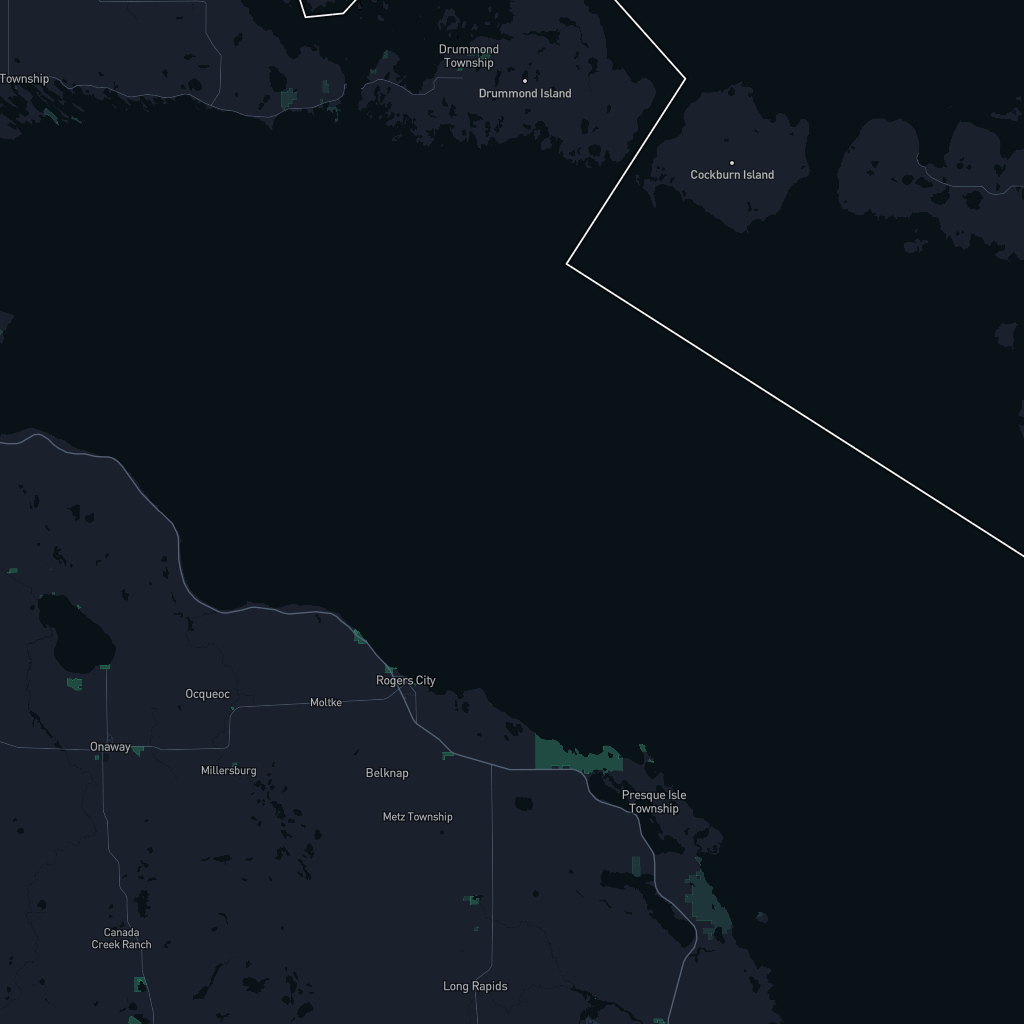 Drummond
Township
Township
Drummond Island
Cockburn Island
Rogers City
Ocqueoc
Moltke
Onaway
Millersburg
Belknap
Presque Isle
Township
Metz Township
Canada
Creek Ranch
Long Rapids